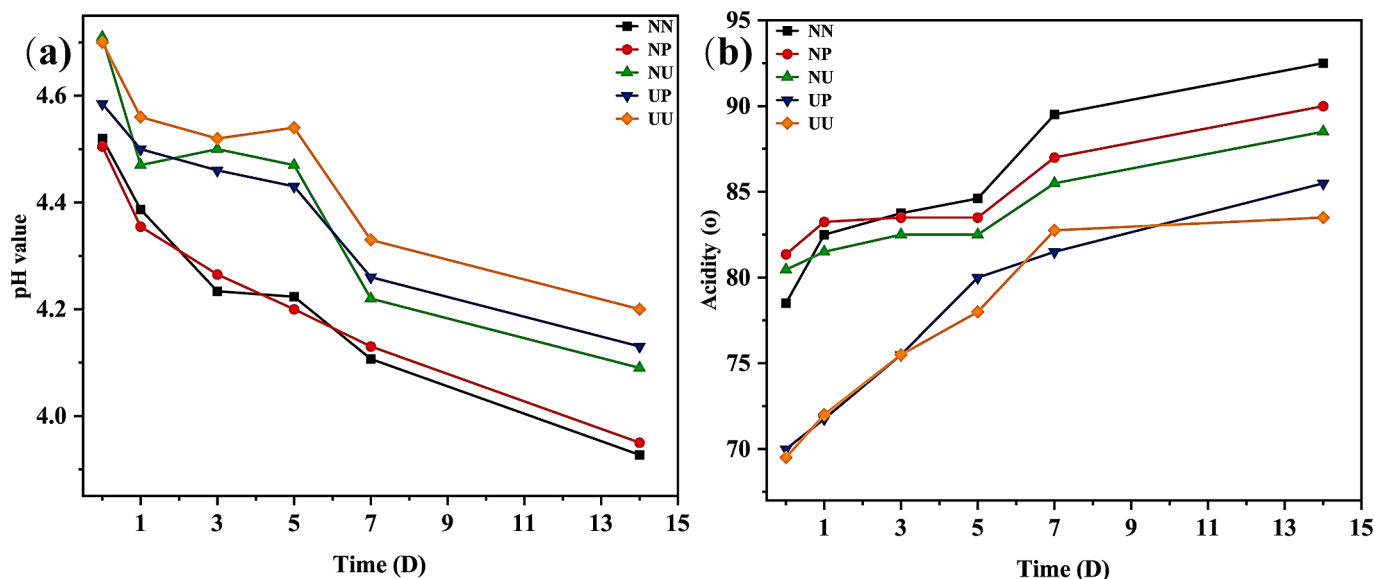 (a)
NN
NP
NU
UP
UU
4.6
4.4
4.2
4.0
pH value
1 3 5 7 9 11 13 15
Time (D)
(b)
NN
NP
NU
UP
UU
95
90
85
80
75
70
Acidity (o)
1 3 5 7 9 11 13 15
Time (D)